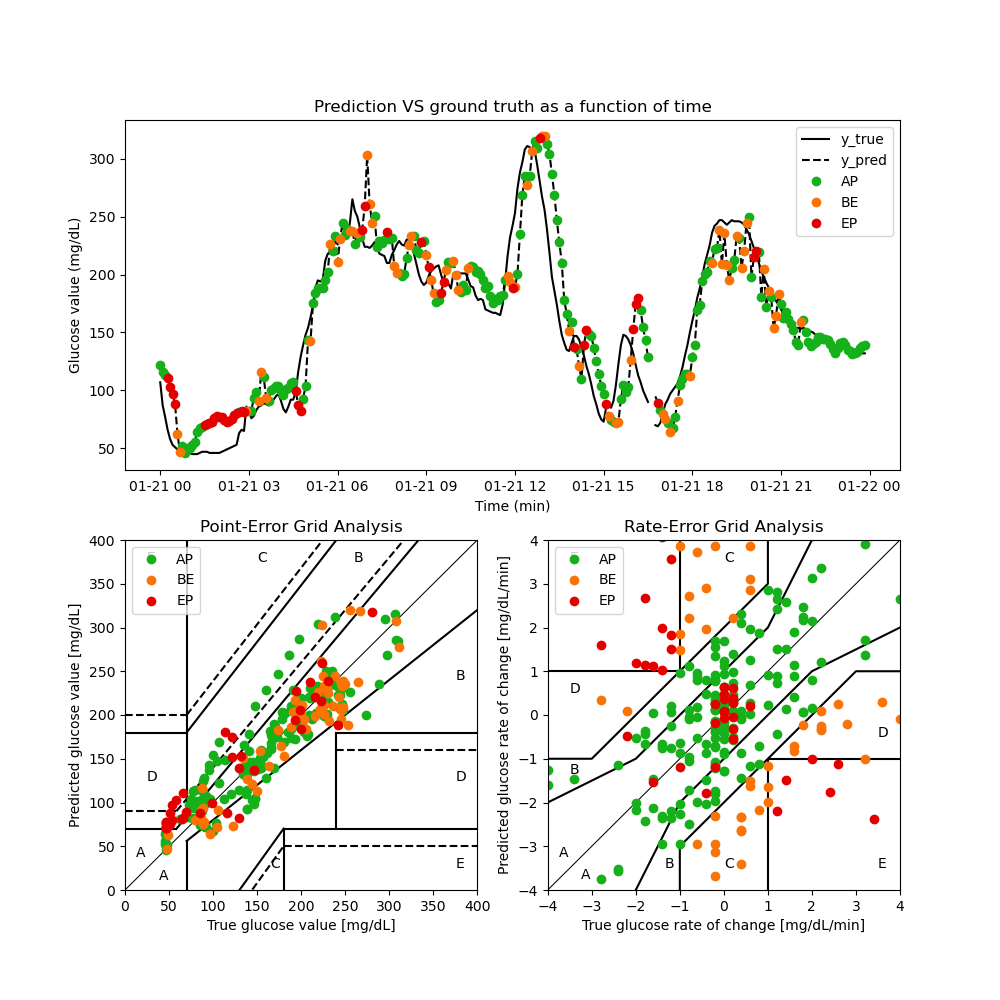 Prediction VS ground truth as a function of time
Glucose value (mg/dL)
300
250
200
150
100
50
y_true
y_pred
AP
BE
EP
01-21 00 01-21 03 01-21 06 01-21 09 01-21 12 01-21 15 01-21 18 01-21 21 01-22 00
Time (min)
Point-Error Grid Analysis
Predicted glucose value [mg/dL]
400
350
300
250
200
150
100
50
0
AP
BE
EP
C
B
B
D
D
A
A
C
E
0 50 100 150 200 250 300 350 400
True glucose value [mg/dL]
Rate-Error Grid Analysis
Predicted glucose rate of change [mg/dL/min]
4
3
2
1
0
−1
−2
−3
−4
AP
BE
EP
C
D
D
B
A
A
B
C
E
−4 −3 −2 −1 0 1 2 3 4
True glucose rate of change [mg/dL/min]